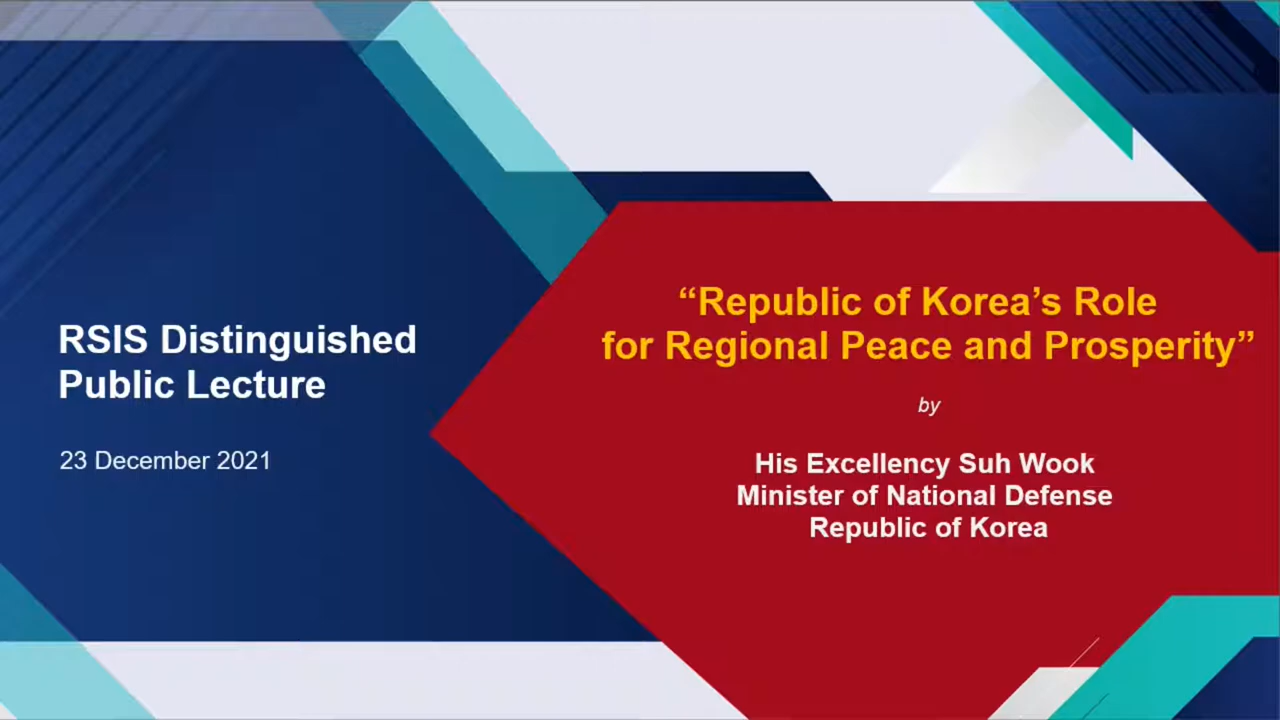 RSIS Distinguished
Public Lecture
23 December 2021
“Republic of Korea’s Role
for Regional Peace and Prosperity”
by
His Excellency Suh Wook
Minister of National Defense
Republic of Korea